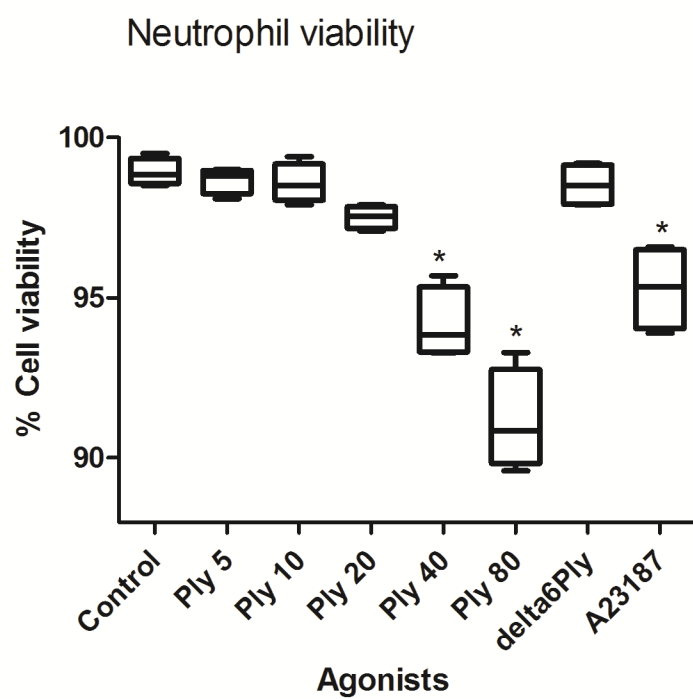 Neutrophil viability
100
95
90
% Cell viability
*
*
*
Control
Ply 5
Ply 10
Ply 20
Ply 40
Ply 80
delta6Ply
A23187
Agonists